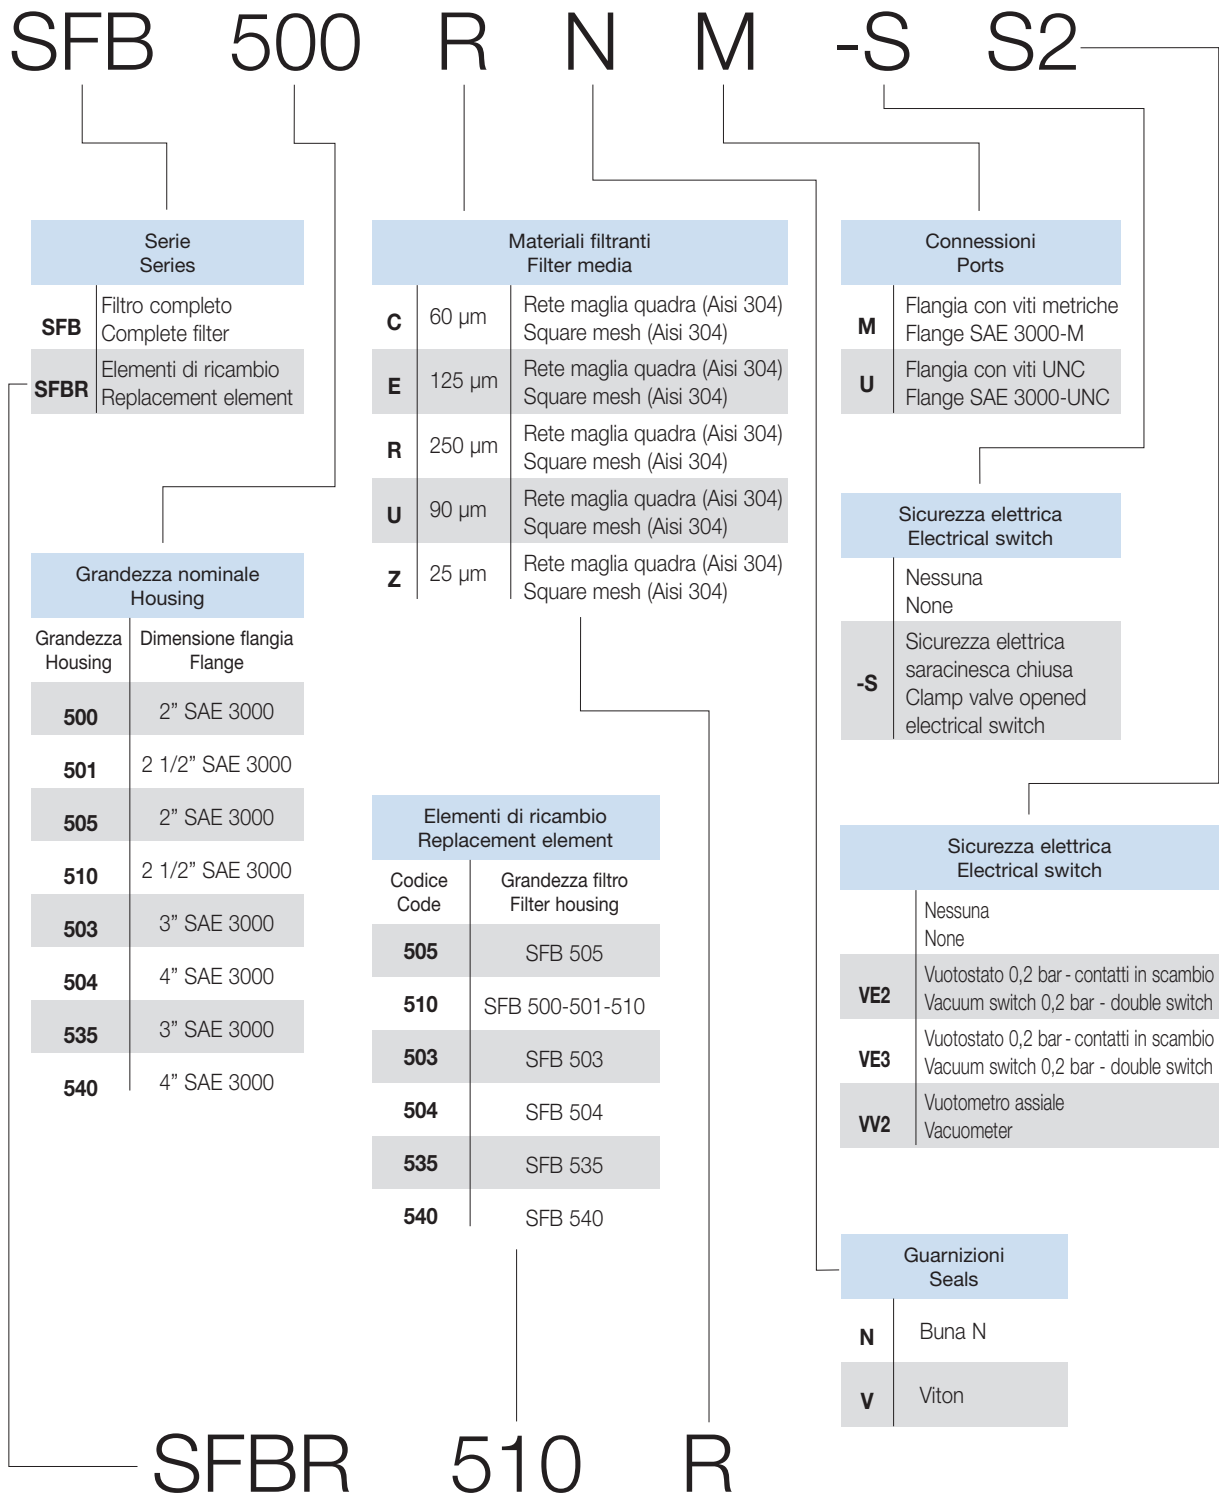 SFB 500 R N M -S S2
Serie
Series
SFB
Filtro completo
Complete filter
SFBR
Elementi di ricambio
Replacement element
Grandezza nominale
Housing
Grandezza
Housing
Dimensione flangia
Flange
500 2” SAE 3000
501 2 1/2” SAE 3000
505 2” SAE 3000
510 2 1/2” SAE 3000
503 3” SAE 3000
504 4” SAE 3000
535 3” SAE 3000
540 4” SAE 3000
Materiali filtranti
Filter media
C 60 µm
Rete maglia quadra (Aisi 304)
Square mesh (Aisi 304)
E 125 µm
Rete maglia quadra (Aisi 304)
Square mesh (Aisi 304)
R 250 µm
Rete maglia quadra (Aisi 304)
Square mesh (Aisi 304)
U 90 µm
Rete maglia quadra (Aisi 304)
Square mesh (Aisi 304)
Z 25 µm
Rete maglia quadra (Aisi 304)
Square mesh (Aisi 304)
Elementi di ricambio
Replacement element
Codice
Code
Grandezza filtro
Filter housing
505 SFB 505
510 SFB 500-501-510
503 SFB 503
504 SFB 504
535 SFB 535
540 SFB 540
Connessioni
Ports
M
Flangia con viti metriche
Flange SAE 3000-M
U
Flangia con viti UNC
Flange SAE 3000-UNC
Sicurezza elettrica
Electrical switch
Nessuna
None
-S
Sicurezza elettrica
saracinesca chiusa
Clamp valve opened
electrical switch
Sicurezza elettrica
Electrical switch
Nessuna
None
VE2
Vuotostato 0,2 bar - contatti in scambio
Vacuum switch 0,2 bar - double switch
VE3
Vuotostato 0,2 bar - contatti in scambio
Vacuum switch 0,2 bar - double switch
VV2
Vuotometro assiale
Vacuometer
Guarnizioni
Seals
N Buna N
V Viton
SFBR 510 R